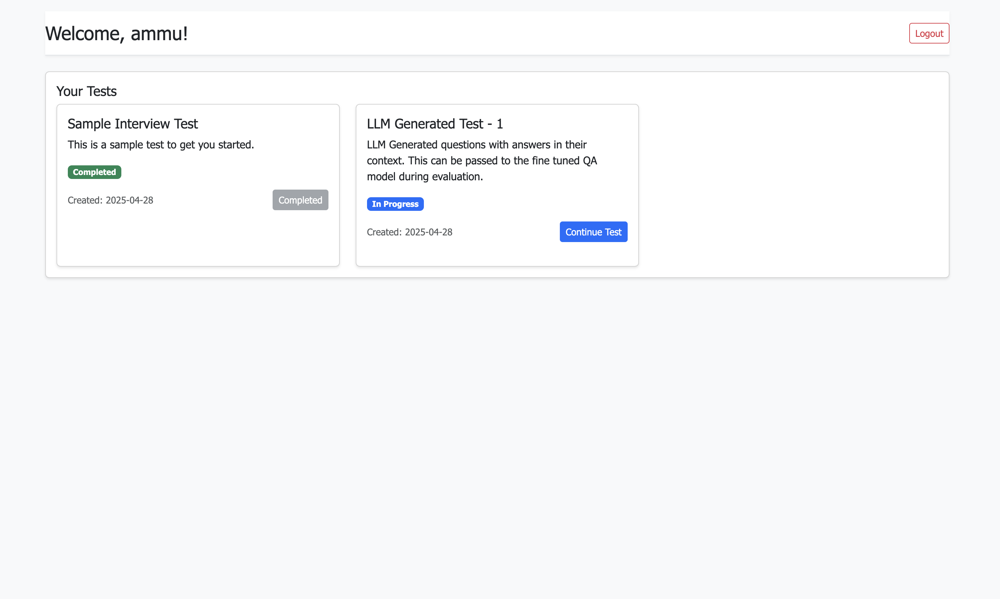 Welcome, ammu!
Logout
Your Tests
Sample Interview Test
This is a sample test to get you started.
Completed
Created: 2025-04-28
Completed
LLM Generated Test - 1
LLM Generated questions with answers in their
context. This can be passed to the fine tuned QA
model during evaluation.
In Progress
Created: 2025-04-28
Continue Test